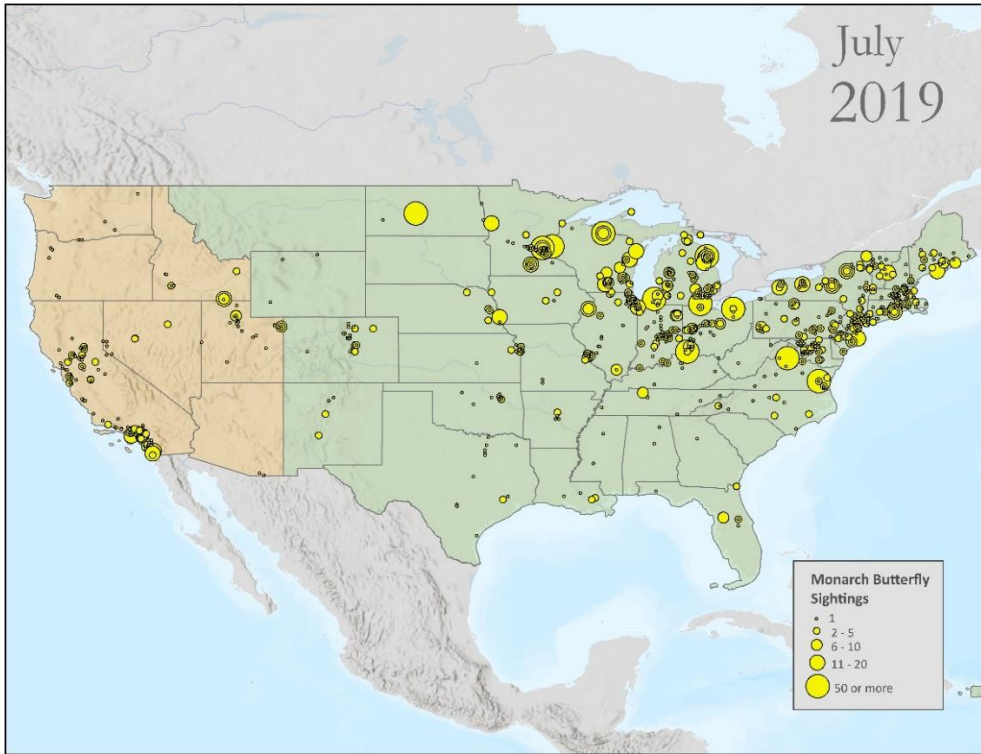 July
2019
Monarch Butterfly
Sightings
1
2 - 5
6 - 10
11 - 20
50 or more